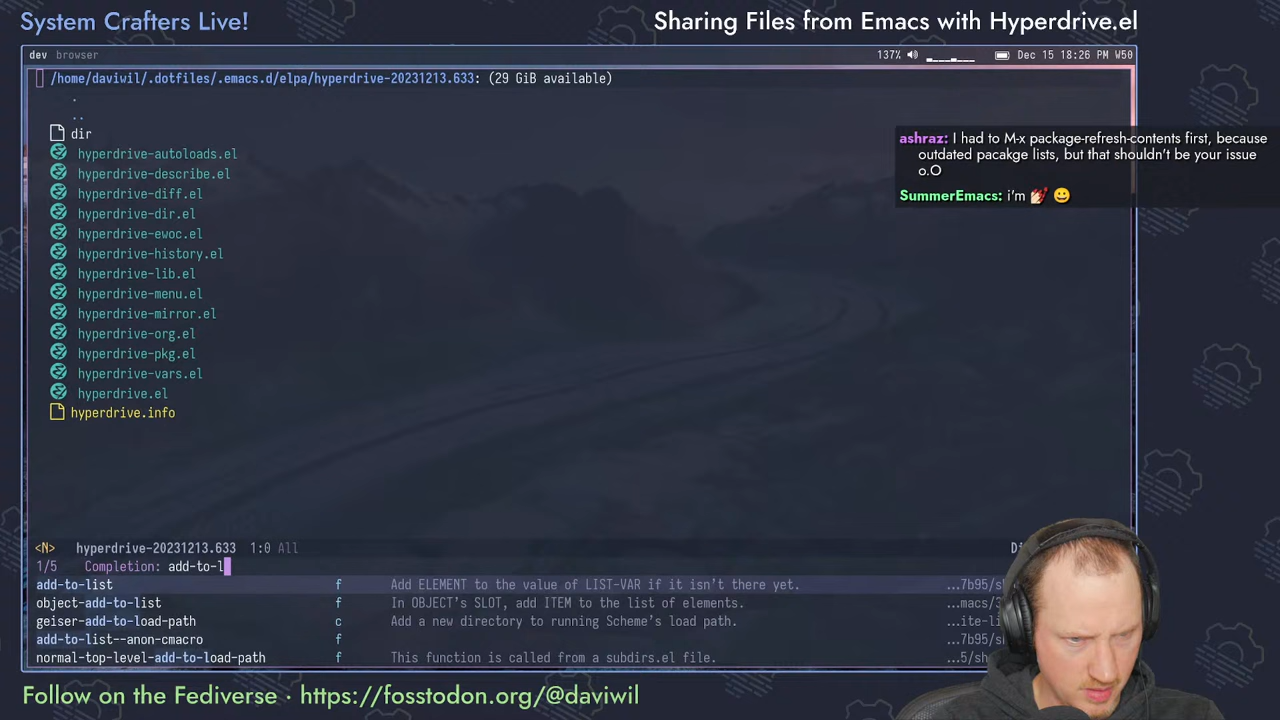 System Crafters Live!
Sharing Files from Emacs with Hyperdrive.el
dev browser
137% Dec 15 18:26 PM W50
/home/daviwil/.dotfiles/.emacs.d/elpa/hyperdrive-20231213.633: (29 GiB available)
.
..
dir
hyperdrive-autoloads.el
hyperdrive-describe.el
hyperdrive-diff.el
hyperdrive-dir.el
hyperdrive-ewoc.el
hyperdrive-history.el
hyperdrive-lib.el
hyperdrive-menu.el
hyperdrive-mirror.el
hyperdrive-org.el
hyperdrive-pkg.el
hyperdrive-vars.el
hyperdrive.el
hyperdrive.info
ashraz: I had to M-x package-refresh-contents first, because
outdated pacakge lists, but that shouldn't be your issue
o.O
SummerEmacs: i'm 💅🏻 😀
<N> hyperdrive-20231213.633 1:0 All
1/5 Completion: add-to-l
add-to-list f Add ELEMENT to the value of LIST-VAR if it isn't there yet. …7b95/s
object-add-to-list f In OBJECT's SLOT, add ITEM to the list of elements. …macs/3
geiser-add-to-load-path c Add a new directory to running Scheme's load path. …ite-li
add-to-list--anon-cmacro f …7b95/
normal-top-level-add-to-load-path f This function is called from a subdirs.el file. …5/sh
Follow on the Fediverse · https://fosstodon.org/@daviwil